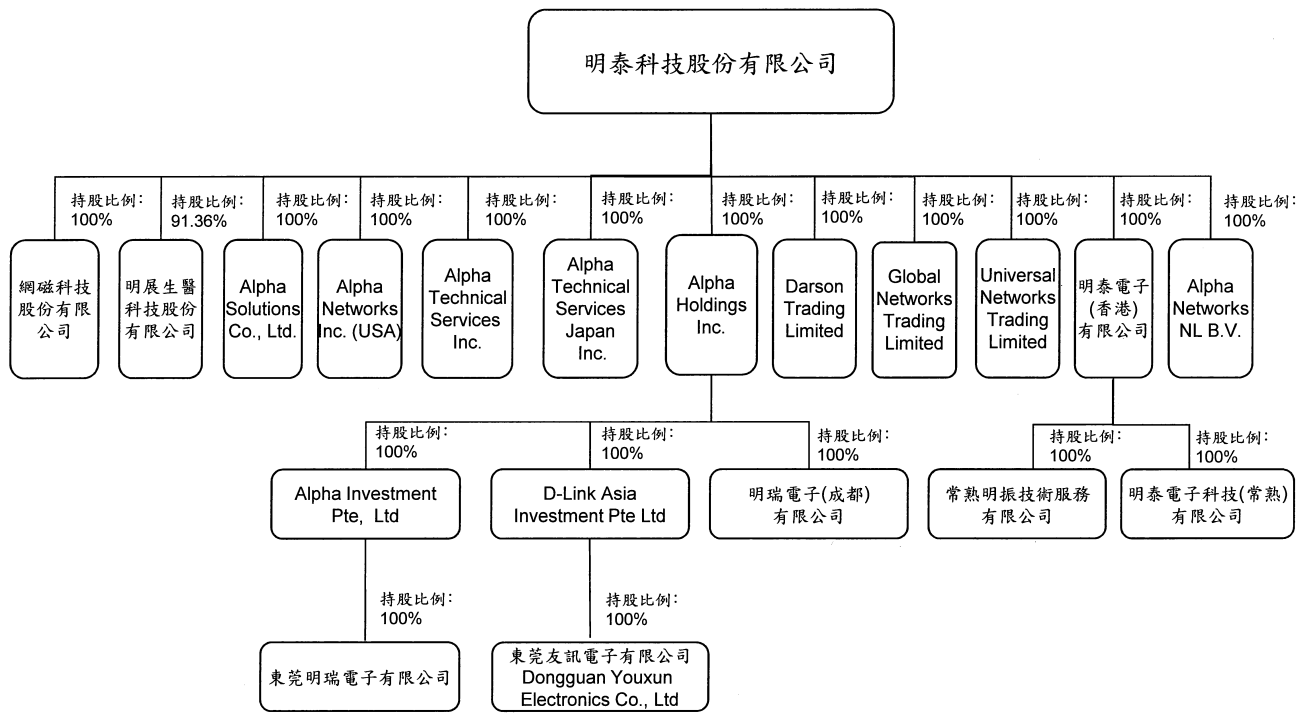 明泰科技股份有限公司
持股比例:
100%
持股比例:
91.36%
持股比例:
100%
持股比例:
100%
持股比例:
100%
持股比例:
100%
持股比例:
100%
持股比例:
100%
持股比例:
100%
持股比例:
100%
持股比例:
100%
持股比例:
100%
網磁科技
股份有限
公司
明展生醫
科技股份
有限公司
Alpha
Solutions
Co., Ltd.
Alpha
Networks
Inc. (USA)
Alpha
Technical
Services
Inc.
Alpha
Technical
Services
Japan
Inc.
Alpha
Holdings
Inc.
Darson
Trading
Limited
Global
Networks
Trading
Limited
Universal
Networks
Trading
Limited
明泰電子
(香港)
有限公司
Alpha
Networks
NL B.V.
持股比例:
100%
持股比例:
100%
持股比例:
100%
持股比例:
100%
持股比例:
100%
Alpha Investment
Pte, Ltd
D-Link Asia
Investment Pte Ltd
明瑞電子(成都)
有限公司
常熟明振技術服務
有限公司
明泰電子科技(常熟)
有限公司
持股比例:
100%
持股比例:
100%
東莞明瑞電子有限公司
東莞友訊電子有限公司
Dongguan Youxun
Electronics Co., Ltd